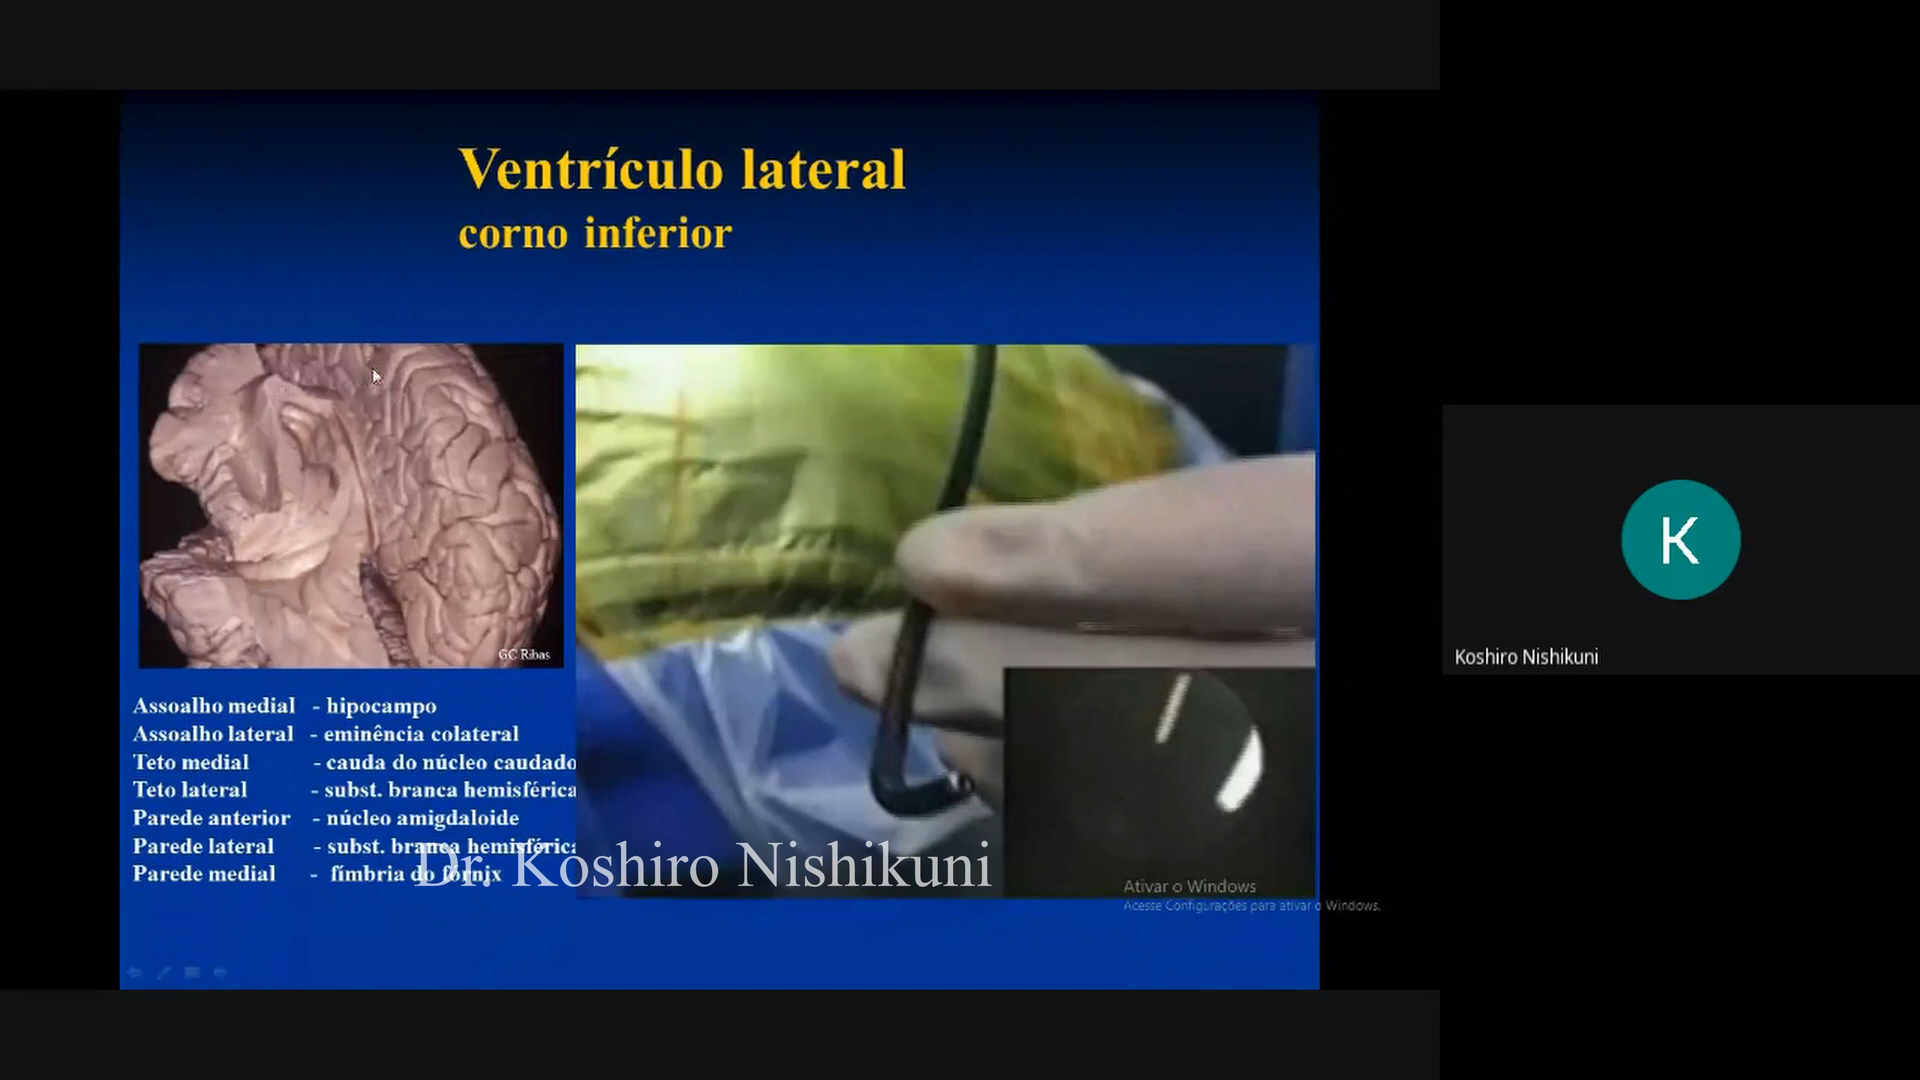 Ventrículo lateral
corno inferior
GC Ribas
Assoalho medial - hipocampo
Assoalho lateral - eminência colateral
Teto medial - cauda do núcleo caudado
Teto lateral - subst. branca hemisférica
Parede anterior - núcleo amigdaloide
Parede lateral - subst. branca hemisférica
Parede medial - fímbria do fórnix
Dr. Koshiro Nishikuni
Ativar o Windows
Acesse Configurações para ativar o Windows.
K
Koshiro Nishikuni